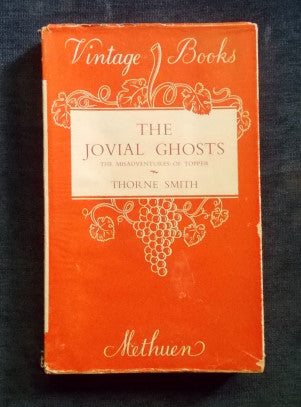 Vintage Books
THE
JOVIAL GHOSTS
THE MISADVENTURES OF TOPPER
THORNE SMITH
Methuen